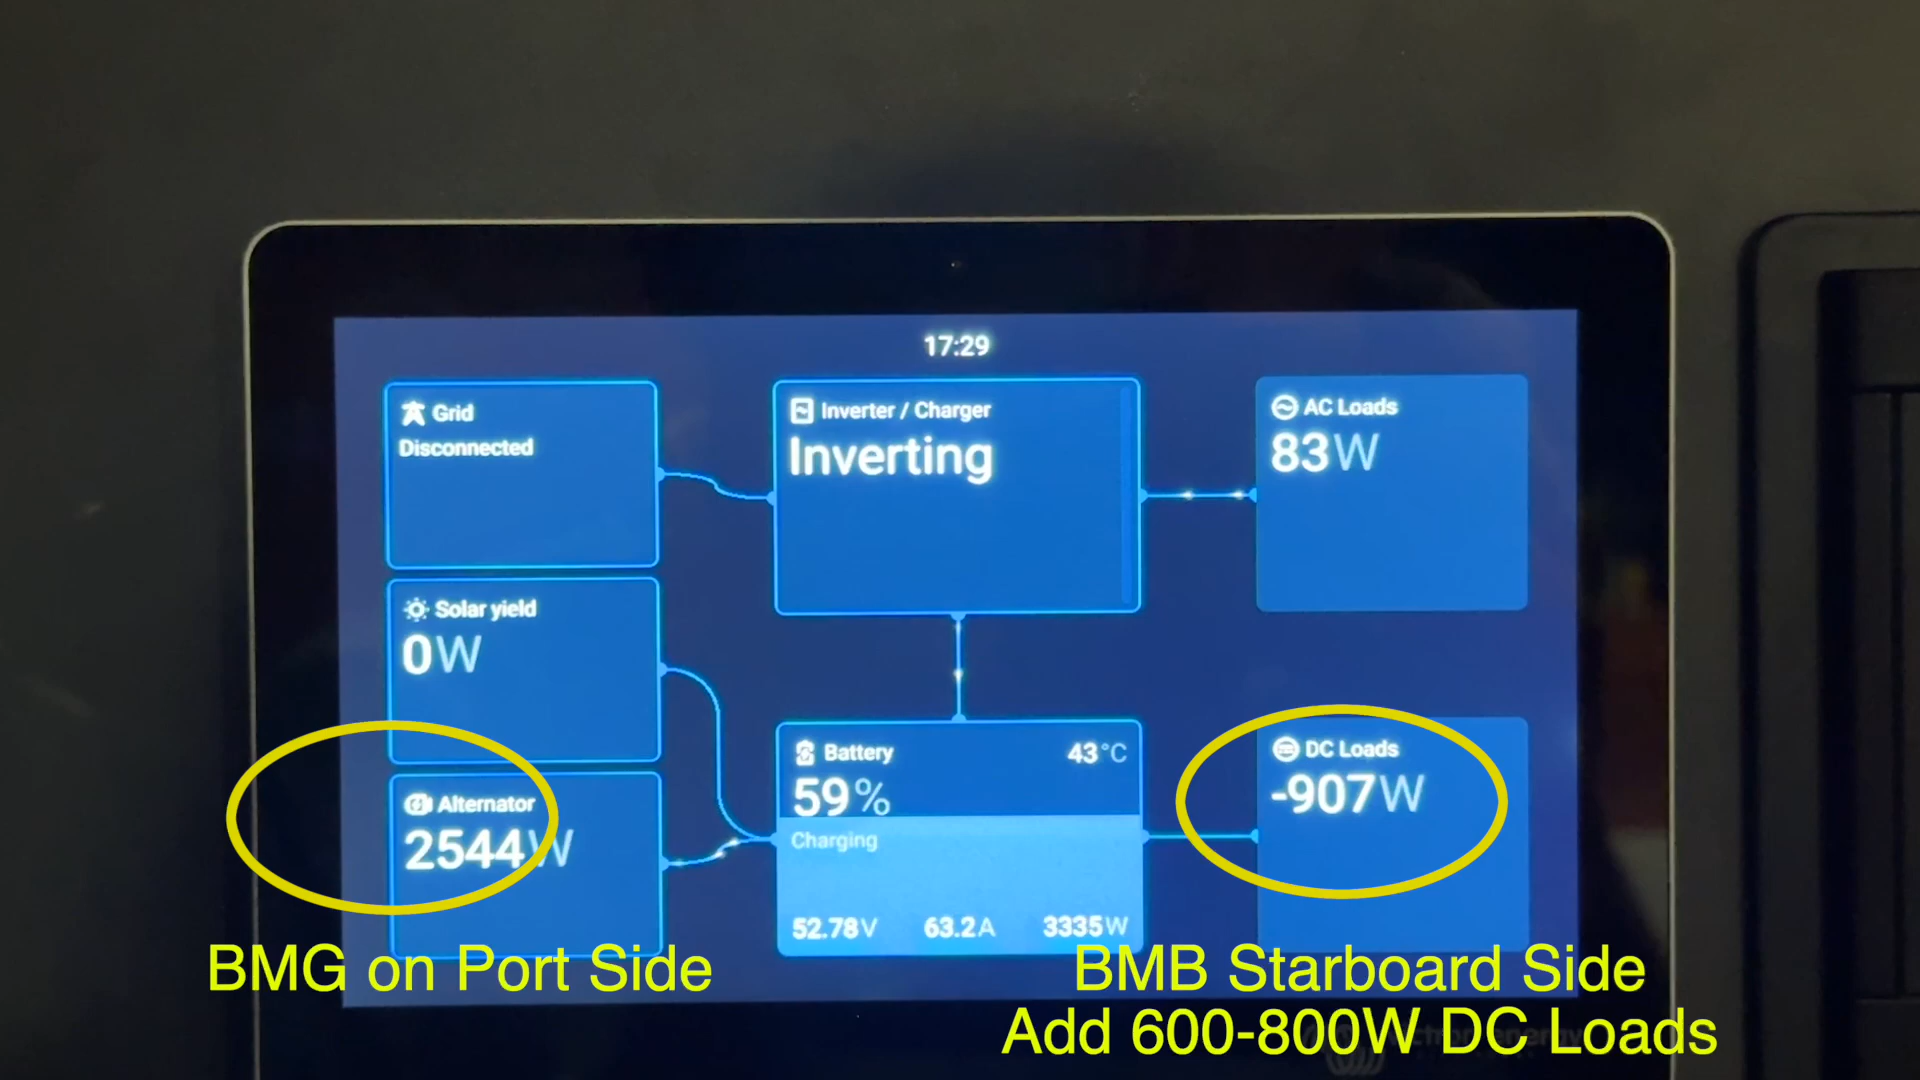 17:29
Grid
Disconnected
Inverter / Charger
Inverting
AC Loads
83W
Solar yield
0W
Alternator
2544W
Battery
43°C
59%
Charging
52.78V 63.2A 3335W
DC Loads
-907W
BMG on Port Side
BMB Starboard Side
Add 600-800W DC Loads